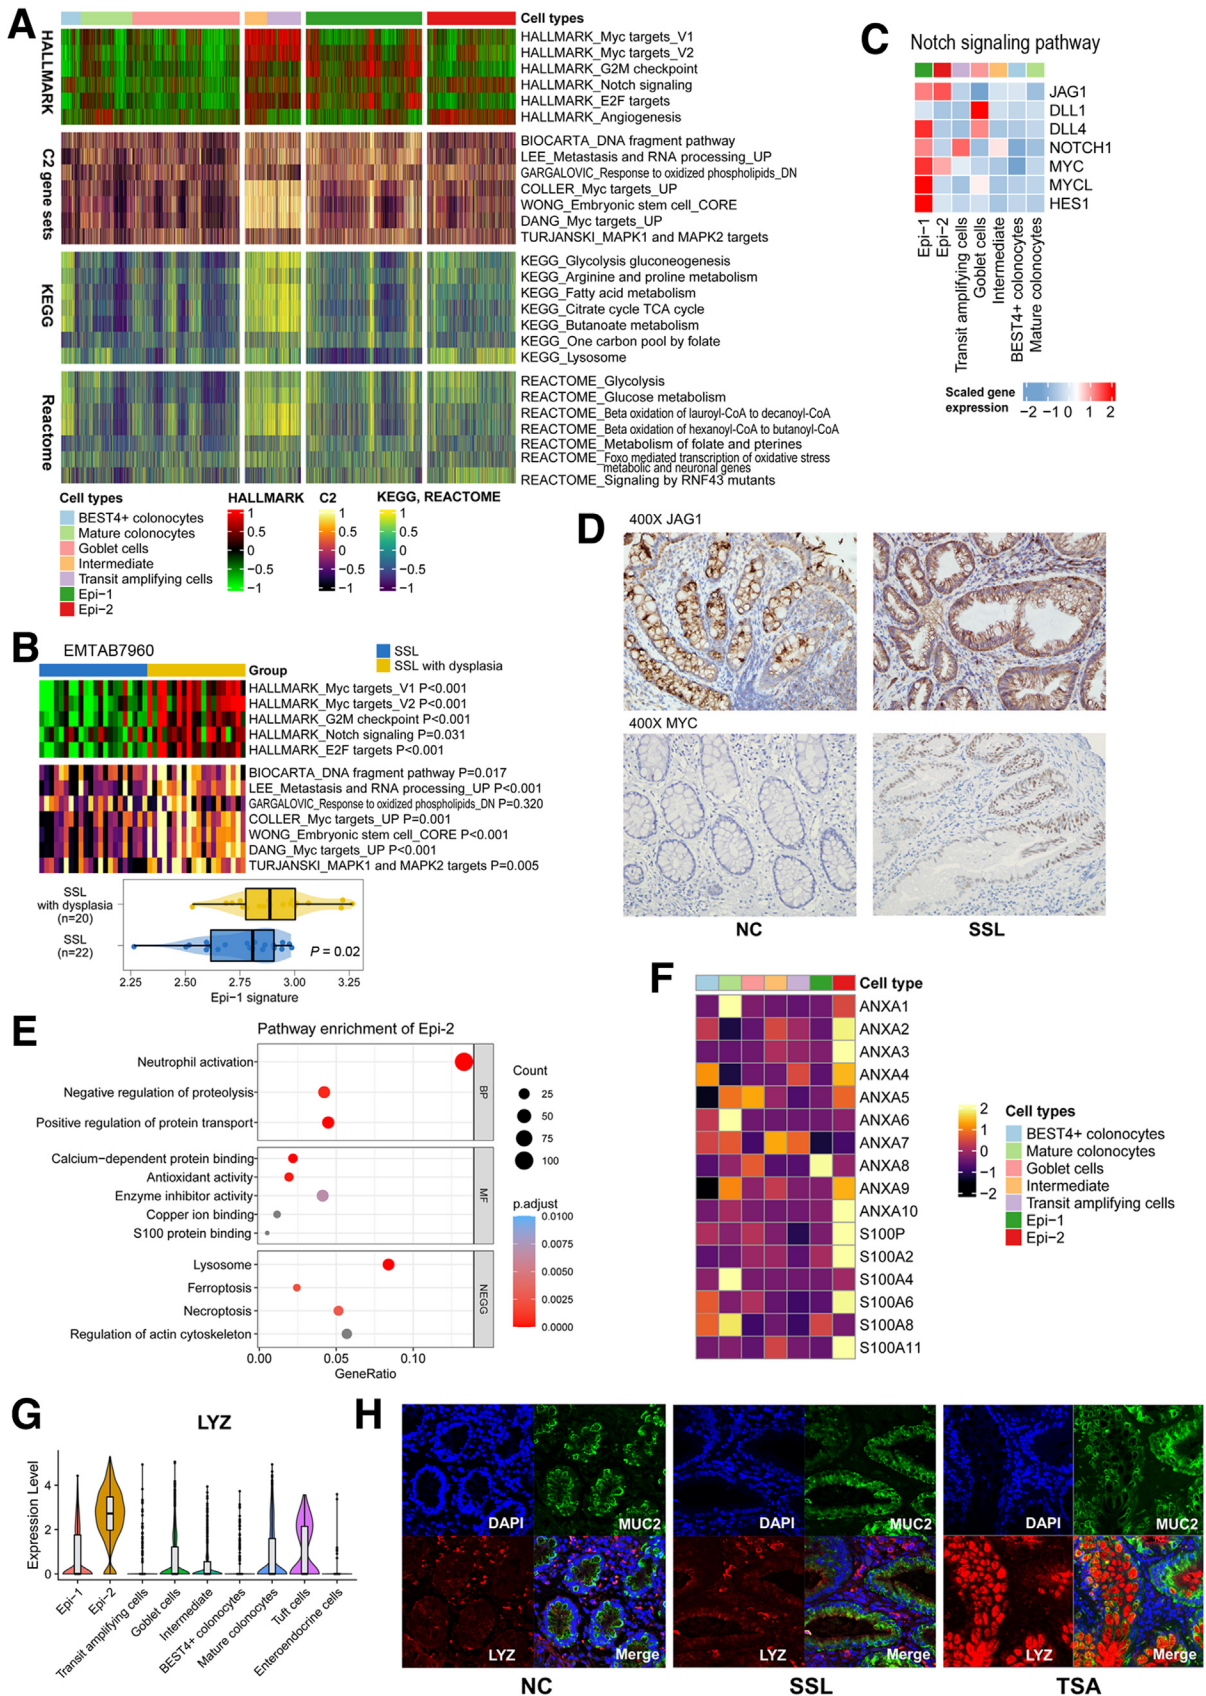 A
Cell types
HALLMARK
HALLMARK_Myc targets_V1
HALLMARK_Myc targets_V2
HALLMARK_G2M checkpoint
HALLMARK_Notch signaling
HALLMARK_E2F targets
HALLMARK_Angiogenesis
C2 gene sets
BIOCARTA_DNA fragment pathway
LEE_Metastasis and RNA processing_UP
GARGALOVIC_Response to oxidized phospholipids_DN
COLLER_Myc targets_UP
WONG_Embryonic stem cell_CORE
DANG_Myc targets_UP
TURJANSKI_MAPK1 and MAPK2 targets
KEGG
KEGG_Glycolysis gluconeogenesis
KEGG_Arginine and proline metabolism
KEGG_Fatty acid metabolism
KEGG_Citrate cycle TCA cycle
KEGG_Butanoate metabolism
KEGG_One carbon pool by folate
KEGG_Lysosome
Reactome
REACTOME_Glycolysis
REACTOME_Glucose metabolism
REACTOME_Beta oxidation of lauroyl-CoA to decanoyl-CoA
REACTOME_Beta oxidation of hexanoyl-CoA to butanoyl-CoA
REACTOME_Metabolism of folate and pterines
REACTOME_Foxo mediated transcription of oxidative stress
metabolic and neuronal genes
REACTOME_Signaling by RNF43 mutants
Cell types
BEST4+ colonocytes
Mature colonocytes
Goblet cells
Intermediate
Transit amplifying cells
Epi−1
Epi−2
HALLMARK
1
0.5
0
−0.5
−1
C2
1
0.5
0
−0.5
−1
KEGG, REACTOME
1
0.5
0
−0.5
−1
B
EMTAB7960
SSL
SSL with dysplasia
Group
HALLMARK_Myc targets_V1 P<0.001
HALLMARK_Myc targets_V2 P<0.001
HALLMARK_G2M checkpoint P<0.001
HALLMARK_Notch signaling P=0.031
HALLMARK_E2F targets P<0.001
BIOCARTA_DNA fragment pathway P=0.017
LEE_Metastasis and RNA processing_UP P<0.001
GARGALOVIC_Response to oxidized phospholipids_DN P=0.320
COLLER_Myc targets_UP P=0.001
WONG_Embryonic stem cell_CORE P<0.001
DANG_Myc targets_UP P<0.001
TURJANSKI_MAPK1 and MAPK2 targets P=0.005
SSL
with dysplasia
(n=20)
SSL
(n=22)
P = 0.02
2.25 2.50 2.75 3.00 3.25
Epi−1 signature
C
Notch signaling pathway
JAG1
DLL1
DLL4
NOTCH1
MYC
MYCL
HES1
Epi−1
Epi−2
Transit amplifying cells
Goblet cells
Intermediate
BEST4+ colonocytes
Mature colonocytes
Scaled gene
expression
−2 −1 0 1 2
D
400X JAG1
400X MYC
NC
SSL
E
Pathway enrichment of Epi-2
Neutrophil activation
Negative regulation of proteolysis
Positive regulation of protein transport
BP
Calcium-dependent protein binding
Antioxidant activity
Enzyme inhibitor activity
Copper ion binding
S100 protein binding
MF
Lysosome
Ferroptosis
Necroptosis
Regulation of actin cytoskeleton
NEGG
0.00 0.05 0.10
GeneRatio
Count
25
50
75
100
p.adjust
0.0100
0.0075
0.0050
0.0025
0.0000
F
Cell type
ANXA1
ANXA2
ANXA3
ANXA4
ANXA5
ANXA6
ANXA7
ANXA8
ANXA9
ANXA10
S100P
S100A2
S100A4
S100A6
S100A8
S100A11
2
1
0
−1
−2
Cell types
BEST4+ colonocytes
Mature colonocytes
Goblet cells
Intermediate
Transit amplifying cells
Epi−1
Epi−2
G
LYZ
Expression Level
4
2
0
Epi−1
Epi−2
Transit amplifying cells
Goblet cells
Intermediate
BEST4+ colonocytes
Mature colonocytes
Tuft cells
Enteroendocrine cells
H
DAPI
MUC2
LYZ
Merge
NC
DAPI
MUC2
LYZ
Merge
SSL
DAPI
MUC2
LYZ
Merge
TSA